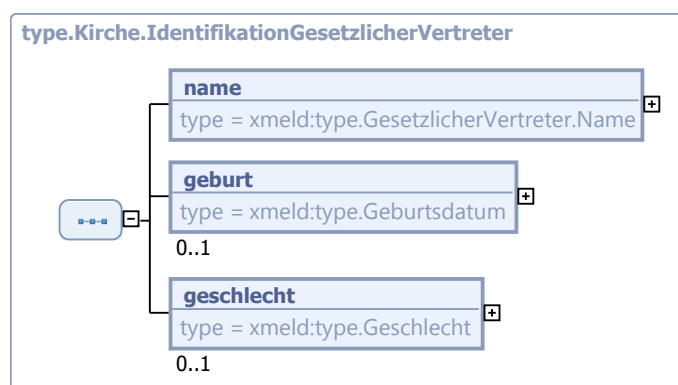 type.Kirche.IdentifikationGesetzlicherVertreter
name
type = xmeld:type.GesetzlicherVertreter.Name
geburt
type = xmeld:type.Geburtsdatum
0..1
geschlecht
type = xmeld:type.Geschlecht
0..1